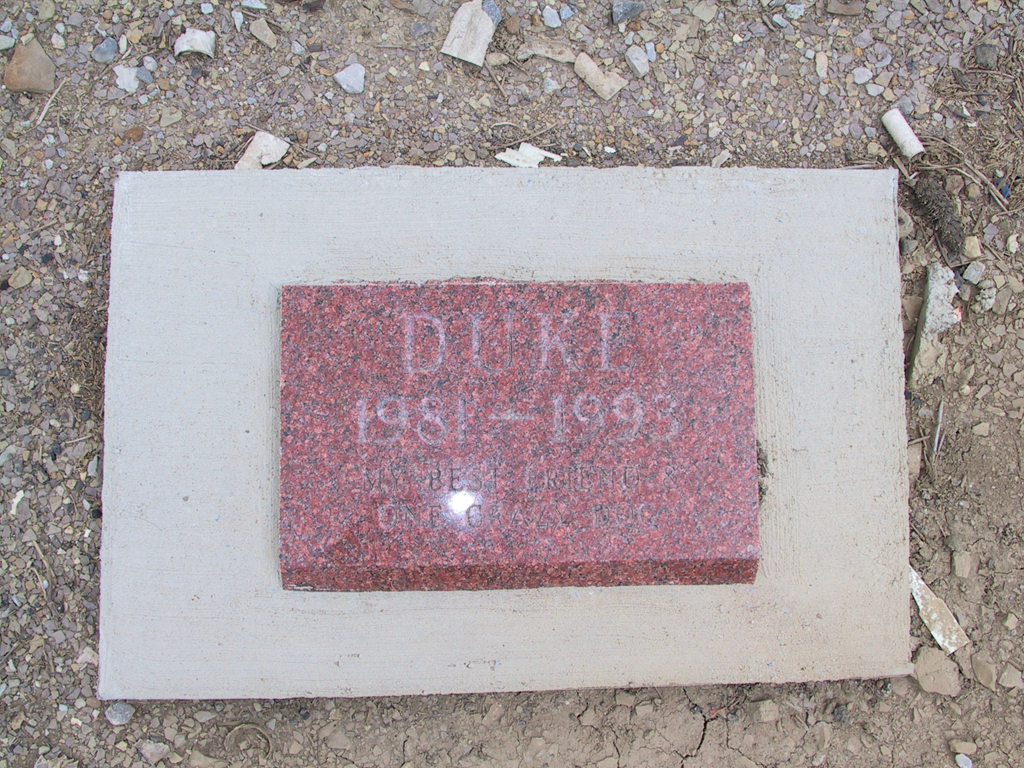 DUKE
1981 — 1993
MY BEST FRIEND &
ONE CRAZY DOG